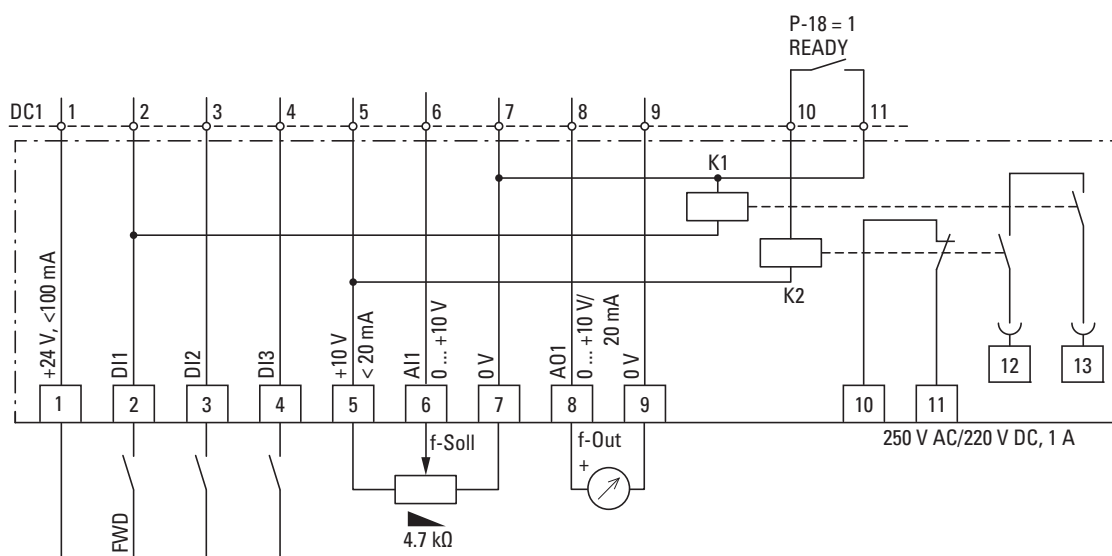 P-18 = 1
READY
DC1 1 2 3 4 5 6 7 8 9 10 11
K1
K2
+24 V, <100 mA
DI1
DI2
DI3
+10 V
< 20 mA
AI1
0 ... +10 V
0 V
AO1
0 ... +10 V/
20 mA
0 V
12 13
1 2 3 4 5 6 7 8 9 10 11
f-Soll
f-Out
+
250 V AC/220 V DC, 1 A
FWD
4.7 kΩ